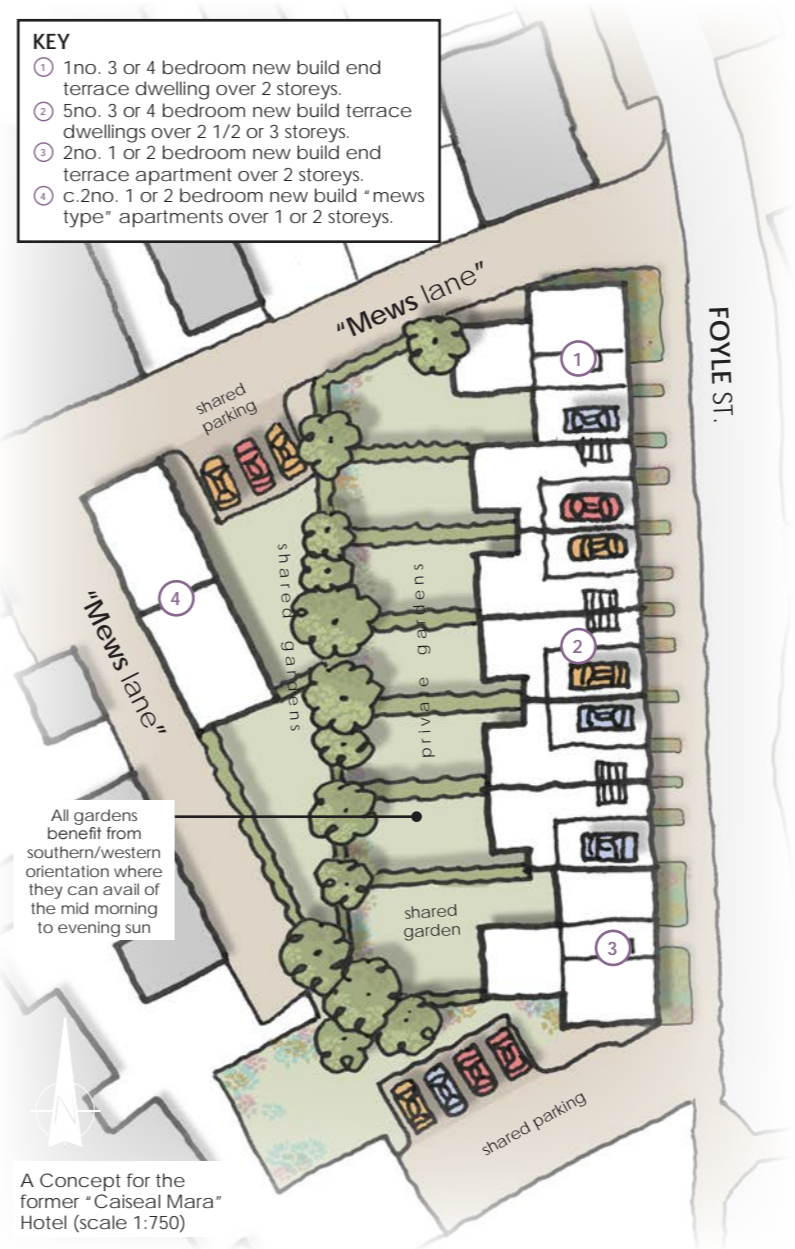 KEY
1 1no. 3 or 4 bedroom new build end
terrace dwelling over 2 storeys.
2 5no. 3 or 4 bedroom new build terrace
dwellings over 2 1/2 or 3 storeys.
3 2no. 1 or 2 bedroom new build end
terrace apartment over 2 storeys.
4 c.2no. 1 or 2 bedroom new build “mews
type” apartments over 1 or 2 storeys.
“Mews lane”
FOYLE ST.
1
shared
parking
4
shared gardens
private gardens
2
“Mews lane”
All gardens
benefit from
southern/western
orientation where
they can avail of
the mid morning
to evening sun
shared
garden
3
N
shared parking
A Concept for the
former “Caiseal Mara”
Hotel (scale 1:750)